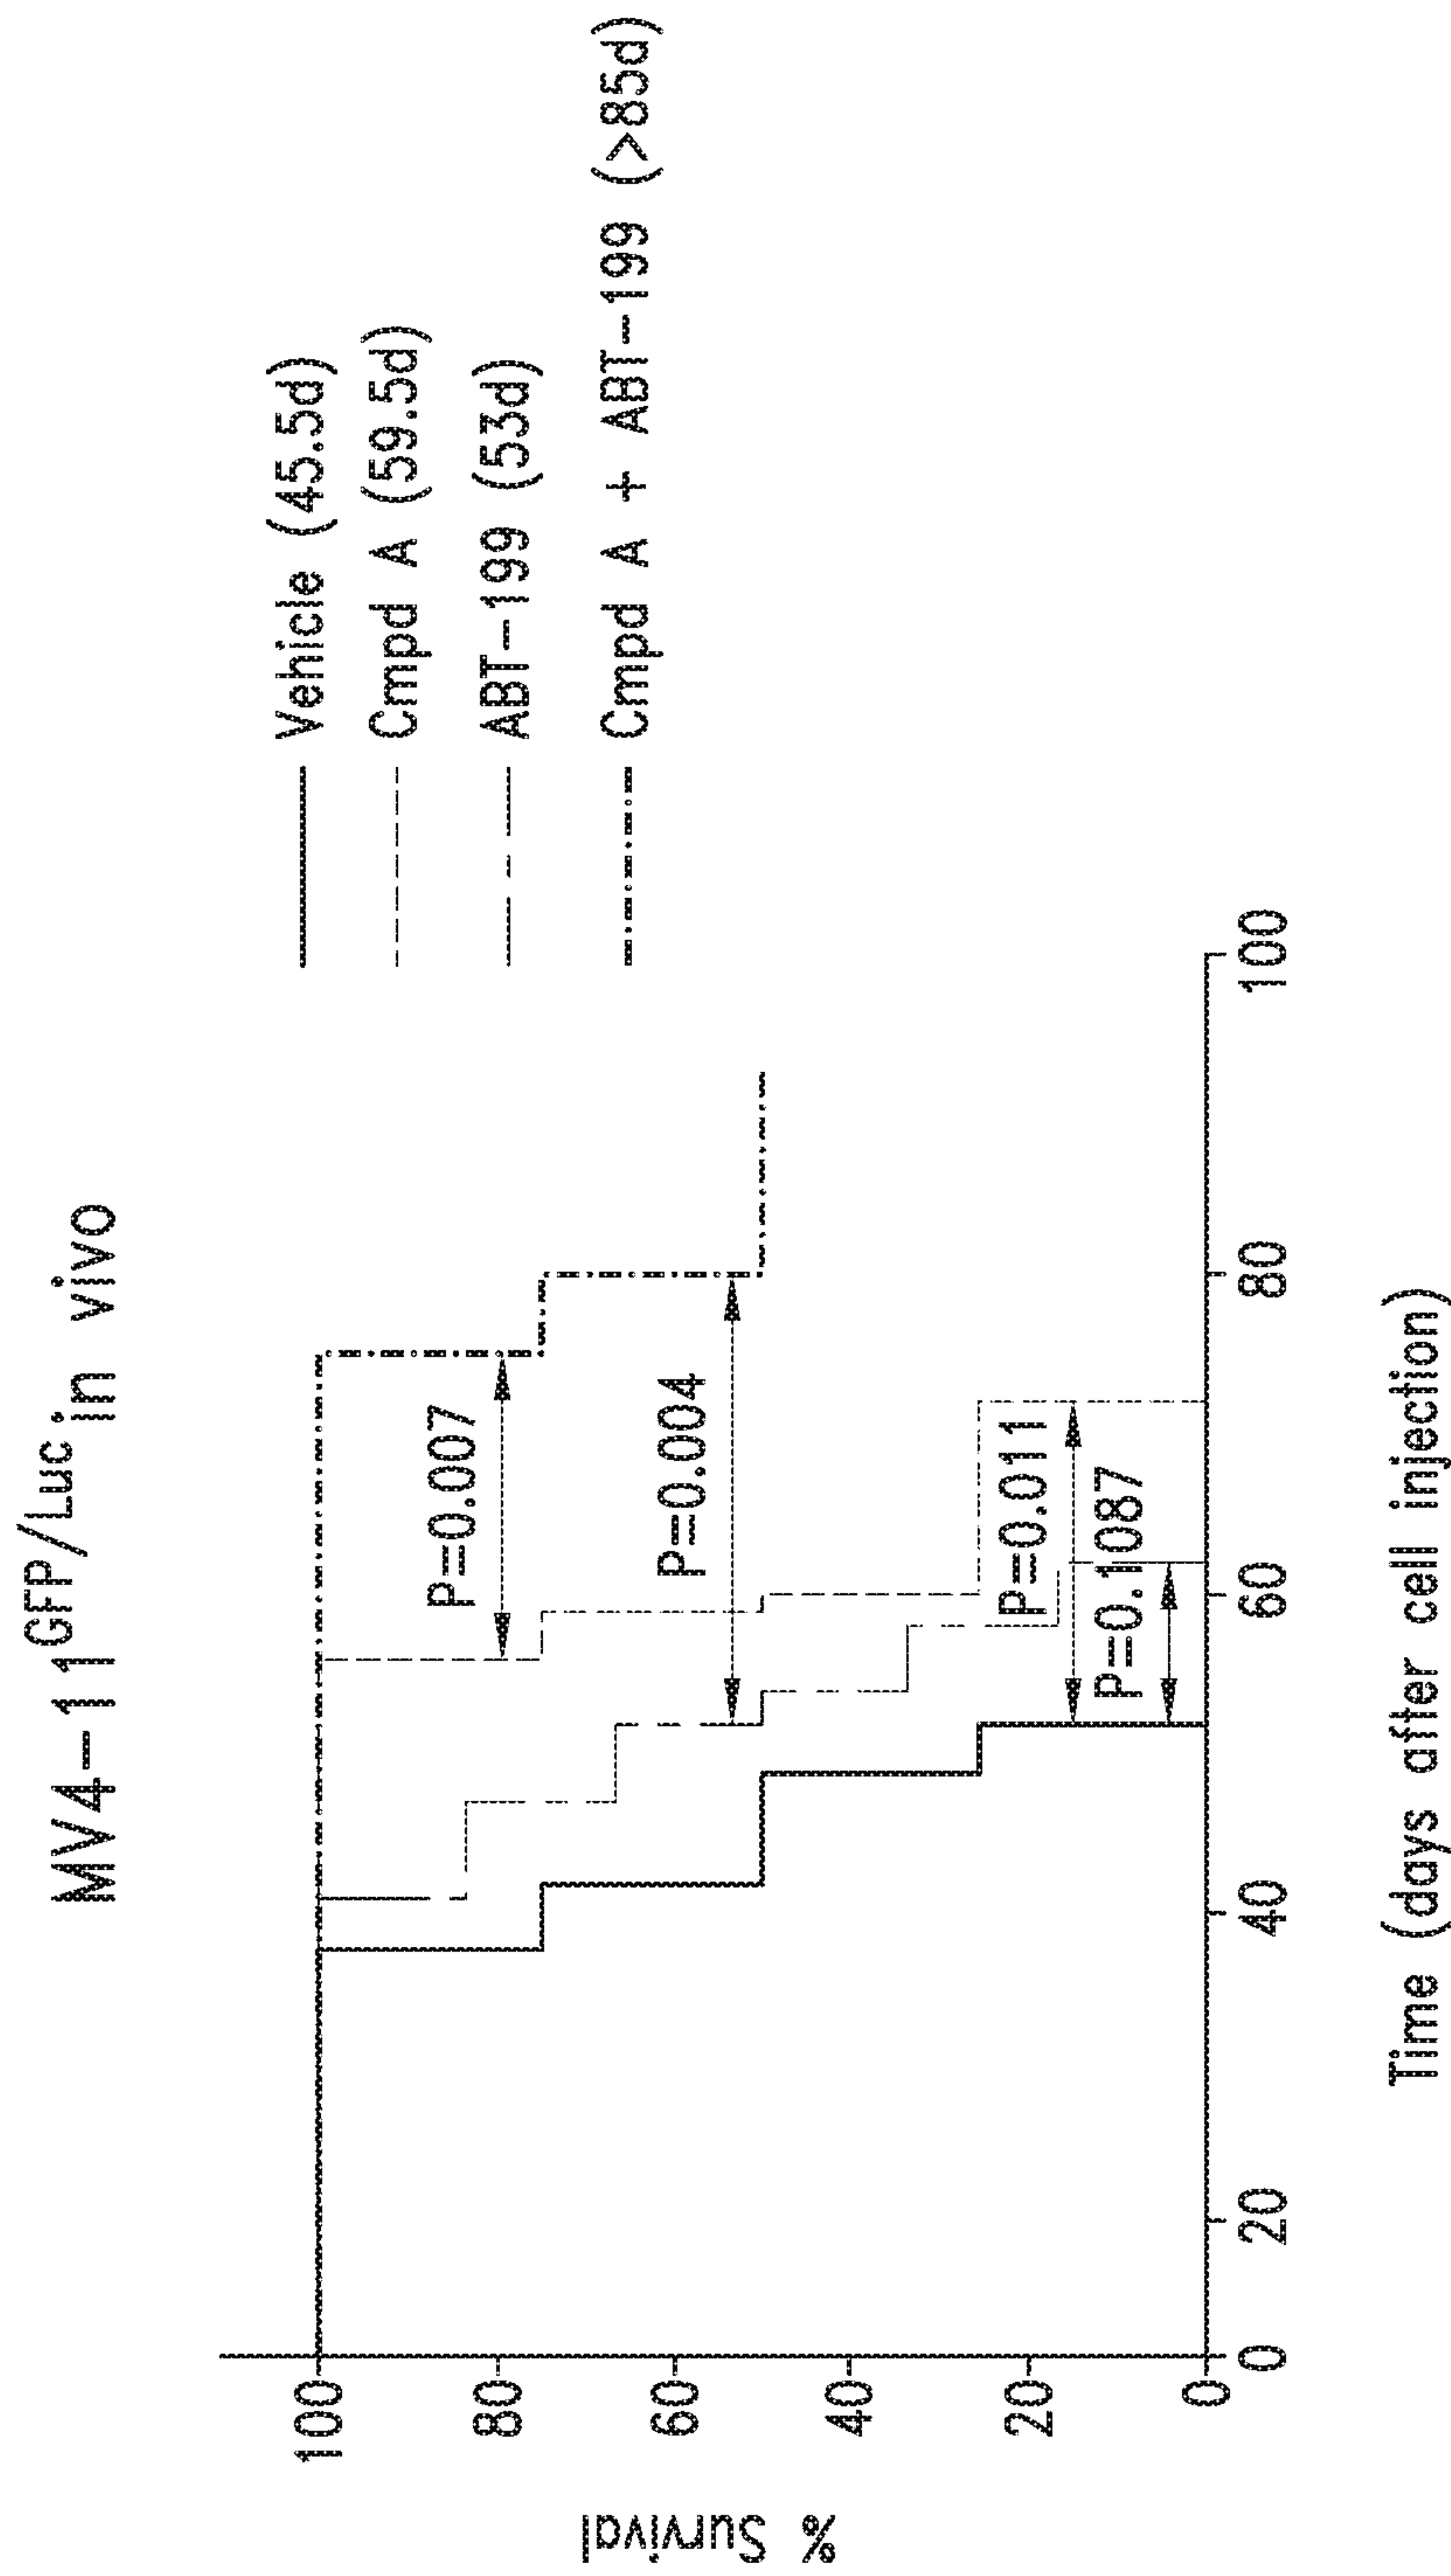 MV4-11GFP/Luc, in vivo
Vehicle (45.5d)
Cmpd A (59.5d)
ABT-199 (53d)
Cmpd A + ABT-199 (>85d)
% Survival
100
80
60
40
20
0
P=0.007
P=0.004
P=0.011
P=0.1087
0 20 40 60 80 100
Time (days after cell injection)